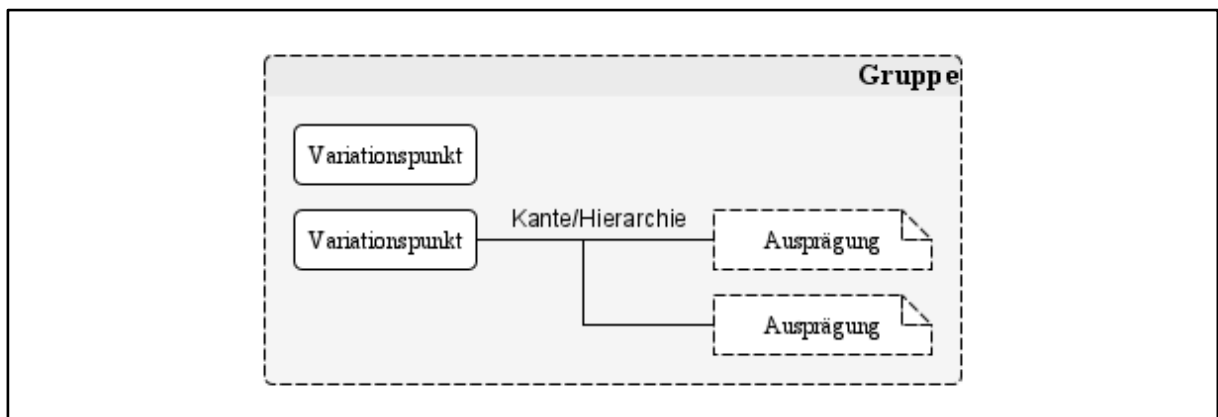 Gruppe
Variationspunkt
Variationspunkt
Kante/Hierarchie
Ausprägung
Ausprägung